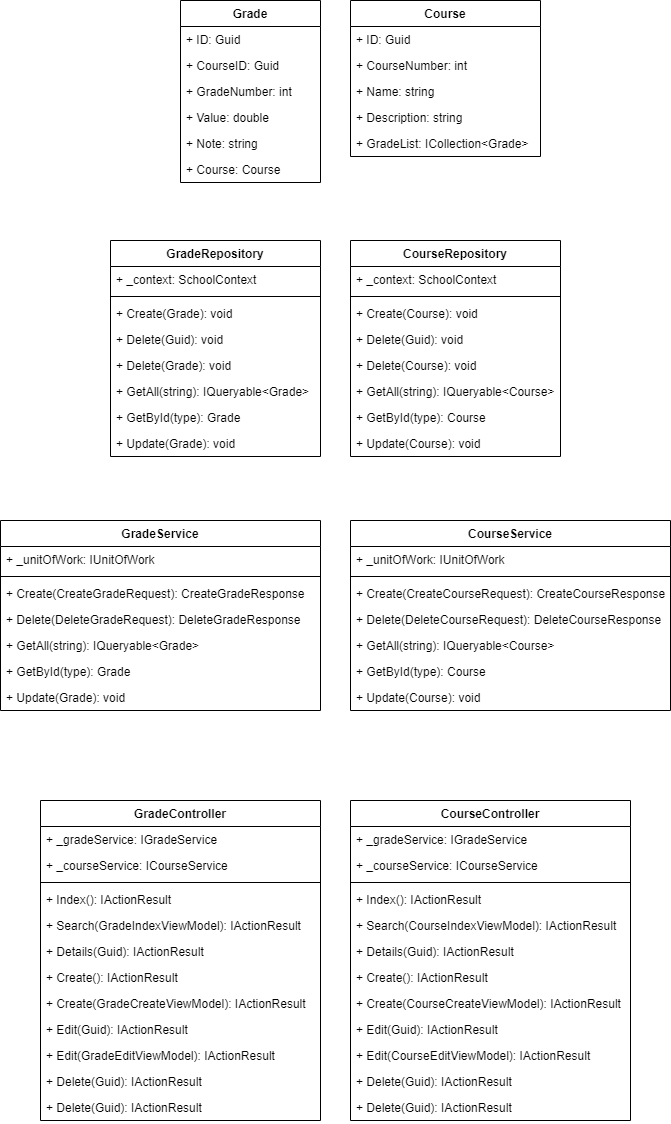 Grade
+ ID: Guid
+ CourseID: Guid
+ GradeNumber: int
+ Value: double
+ Note: string
+ Course: Course
Course
+ ID: Guid
+ CourseNumber: int
+ Name: string
+ Description: string
+ GradeList: ICollection<Grade>
GradeRepository
+ _context: SchoolContext
+ Create(Grade): void
+ Delete(Guid): void
+ Delete(Grade): void
+ GetAll(string): IQueryable<Grade>
+ GetById(type): Grade
+ Update(Grade): void
CourseRepository
+ _context: SchoolContext
+ Create(Course): void
+ Delete(Guid): void
+ Delete(Course): void
+ GetAll(string): IQueryable<Course>
+ GetById(type): Course
+ Update(Course): void
GradeService
+ _unitOfWork: IUnitOfWork
+ Create(CreateGradeRequest): CreateGradeResponse
+ Delete(DeleteGradeRequest): DeleteGradeResponse
+ GetAll(string): IQueryable<Grade>
+ GetById(type): Grade
+ Update(Grade): void
CourseService
+ _unitOfWork: IUnitOfWork
+ Create(CreateCourseRequest): CreateCourseResponse
+ Delete(DeleteCourseRequest): DeleteCourseResponse
+ GetAll(string): IQueryable<Course>
+ GetById(type): Course
+ Update(Course): void
GradeController
+ _gradeService: IGradeService
+ _courseService: ICourseService
+ Index(): IActionResult
+ Search(GradeIndexViewModel): IActionResult
+ Details(Guid): IActionResult
+ Create(): IActionResult
+ Create(GradeCreateViewModel): IActionResult
+ Edit(Guid): IActionResult
+ Edit(GradeEditViewModel): IActionResult
+ Delete(Guid): IActionResult
+ Delete(Guid): IActionResult
CourseController
+ _gradeService: IGradeService
+ _courseService: ICourseService
+ Index(): IActionResult
+ Search(CourseIndexViewModel): IActionResult
+ Details(Guid): IActionResult
+ Create(): IActionResult
+ Create(CourseCreateViewModel): IActionResult
+ Edit(Guid): IActionResult
+ Edit(CourseEditViewModel): IActionResult
+ Delete(Guid): IActionResult
+ Delete(Guid): IActionResult